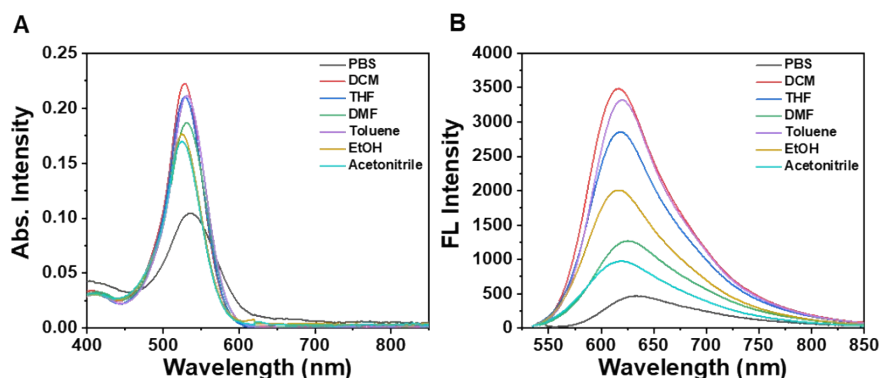 A
Abs. Intensity
0.25
0.20
0.15
0.10
0.05
0.00
400
500
600
700
800
Wavelength (nm)
PBS
DCM
THF
DMF
Toluene
EtOH
Acetonitrile
B
FL Intensity
4000
3500
3000
2500
2000
1500
1000
500
0
550
600
650
700
750
800
850
Wavelength (nm)
PBS
DCM
THF
DMF
Toluene
EtOH
Acetonitrile